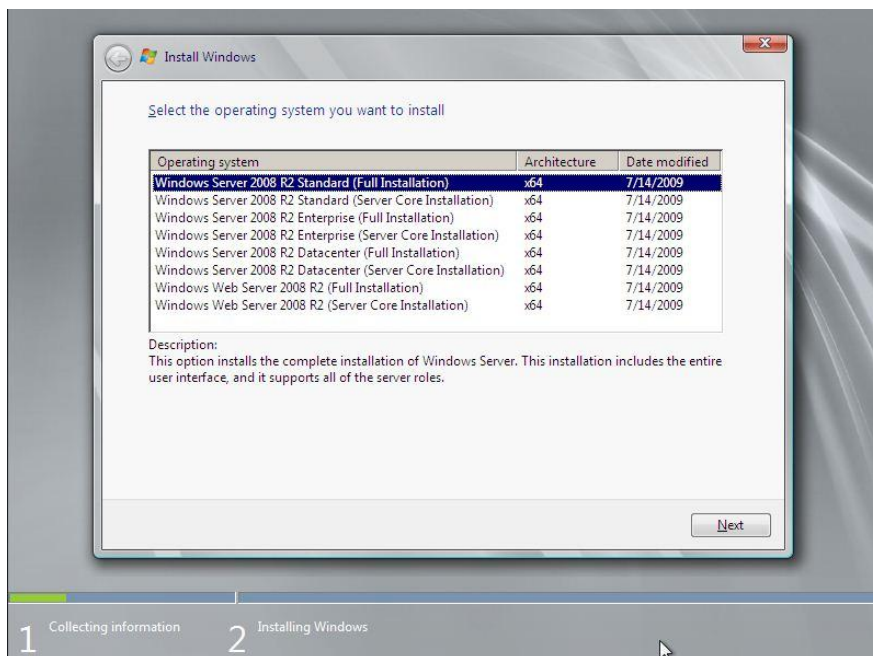 Install Windows
Select the operating system you want to install
Operating system Architecture Date modified
Windows Server 2008 R2 Standard (Full Installation) x64 7/14/2009
Windows Server 2008 R2 Standard (Server Core Installation) x64 7/14/2009
Windows Server 2008 R2 Enterprise (Full Installation) x64 7/14/2009
Windows Server 2008 R2 Enterprise (Server Core Installation) x64 7/14/2009
Windows Server 2008 R2 Datacenter (Full Installation) x64 7/14/2009
Windows Server 2008 R2 Datacenter (Server Core Installation) x64 7/14/2009
Windows Web Server 2008 R2 (Full Installation) x64 7/14/2009
Windows Web Server 2008 R2 (Server Core Installation) x64 7/14/2009
Description:
This option installs the complete installation of Windows Server. This installation includes the entire
user interface, and it supports all of the server roles.
Next
1 Collecting information 2 Installing Windows